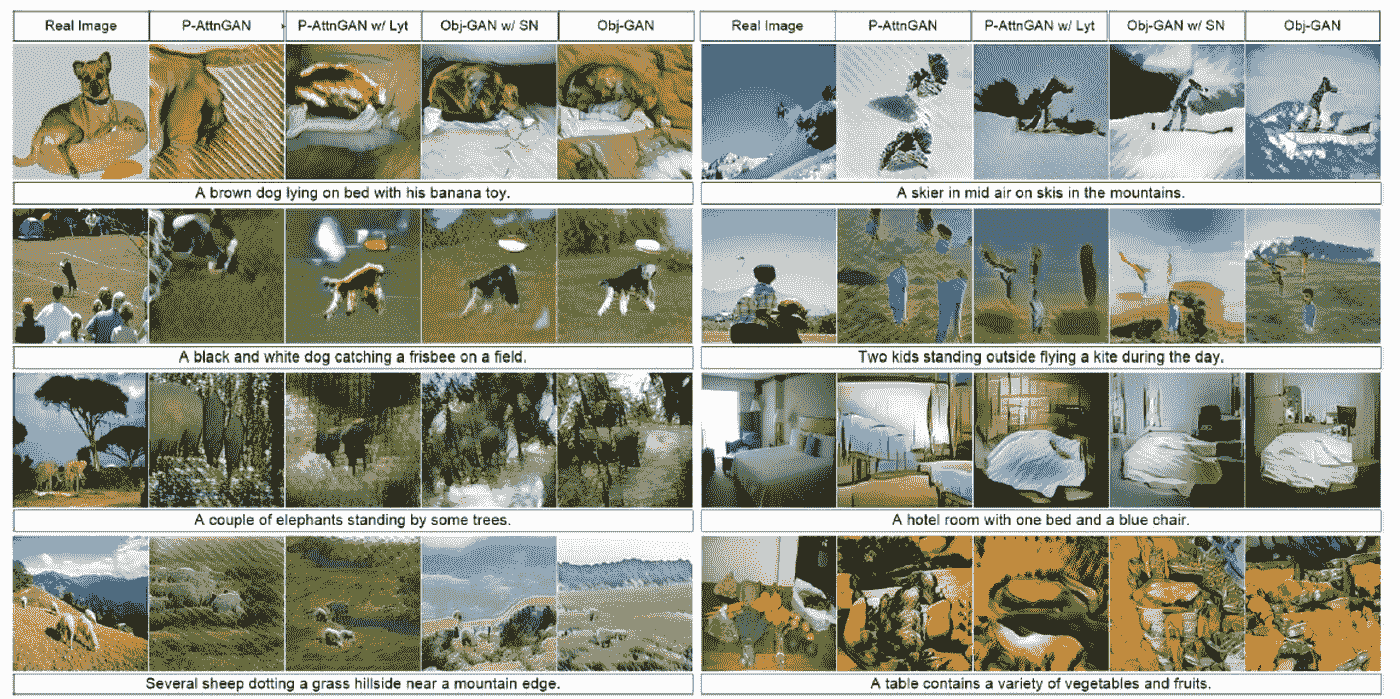 Real Image P-AttnGAN P-AttnGAN w/ Lyt Obj-GAN w/ SN Obj-GAN
A brown dog lying on bed with his banana toy.
A black and white dog catching a frisbee on a field.
A couple of elephants standing by some trees.
Several sheep dotting a grass hillside near a mountain edge.
Real Image P-AttnGAN P-AttnGAN w/ Lyt Obj-GAN w/ SN Obj-GAN
A skier in mid air on skis in the mountains.
Two kids standing outside flying a kite during the day.
A hotel room with one bed and a blue chair.
A table contains a variety of vegetables and fruits.